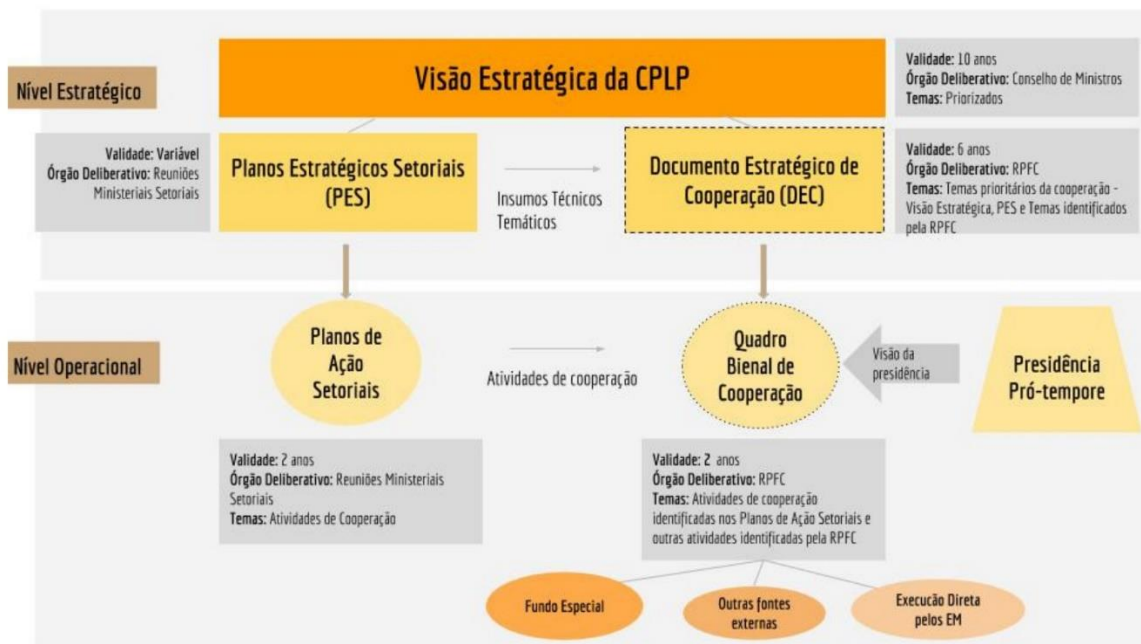 Nível Estratégico
Visão Estratégica da CPLP
Validade: 10 anos
Órgão Deliberativo: Conselho de Ministros
Temas: Priorizados
Validade: Variável
Órgão Deliberativo: Reuniões
Ministeriais Setoriais
Planos Estratégicos Setoriais
(PES)
Insumos Técnicos
Temáticos
Documento Estratégico de
Cooperação (DEC)
Validade: 6 anos
Órgão Deliberativo: RPFC
Temas: Temas prioritários da cooperação -
Visão Estratégica, PES e Temas identificados
pela RPFC
Nível Operacional
Planos de
Ação
Setoriais
Atividades de cooperação
Quadro
Bienal de
Cooperação
Visão da
presidência
Presidência
Pró-tempore
Validade: 2 anos
Órgão Deliberativo: Reuniões Ministeriais
Setoriais
Temas: Atividades de Cooperação
Validade: 2 anos
Órgão Deliberativo: RPFC
Temas: Atividades de cooperação
identificadas nos Planos de Ação Setoriais e
outras atividades identificadas pela RPFC
Fundo Especial
Outras fontes
externas
Execucão Direta
pelos EM